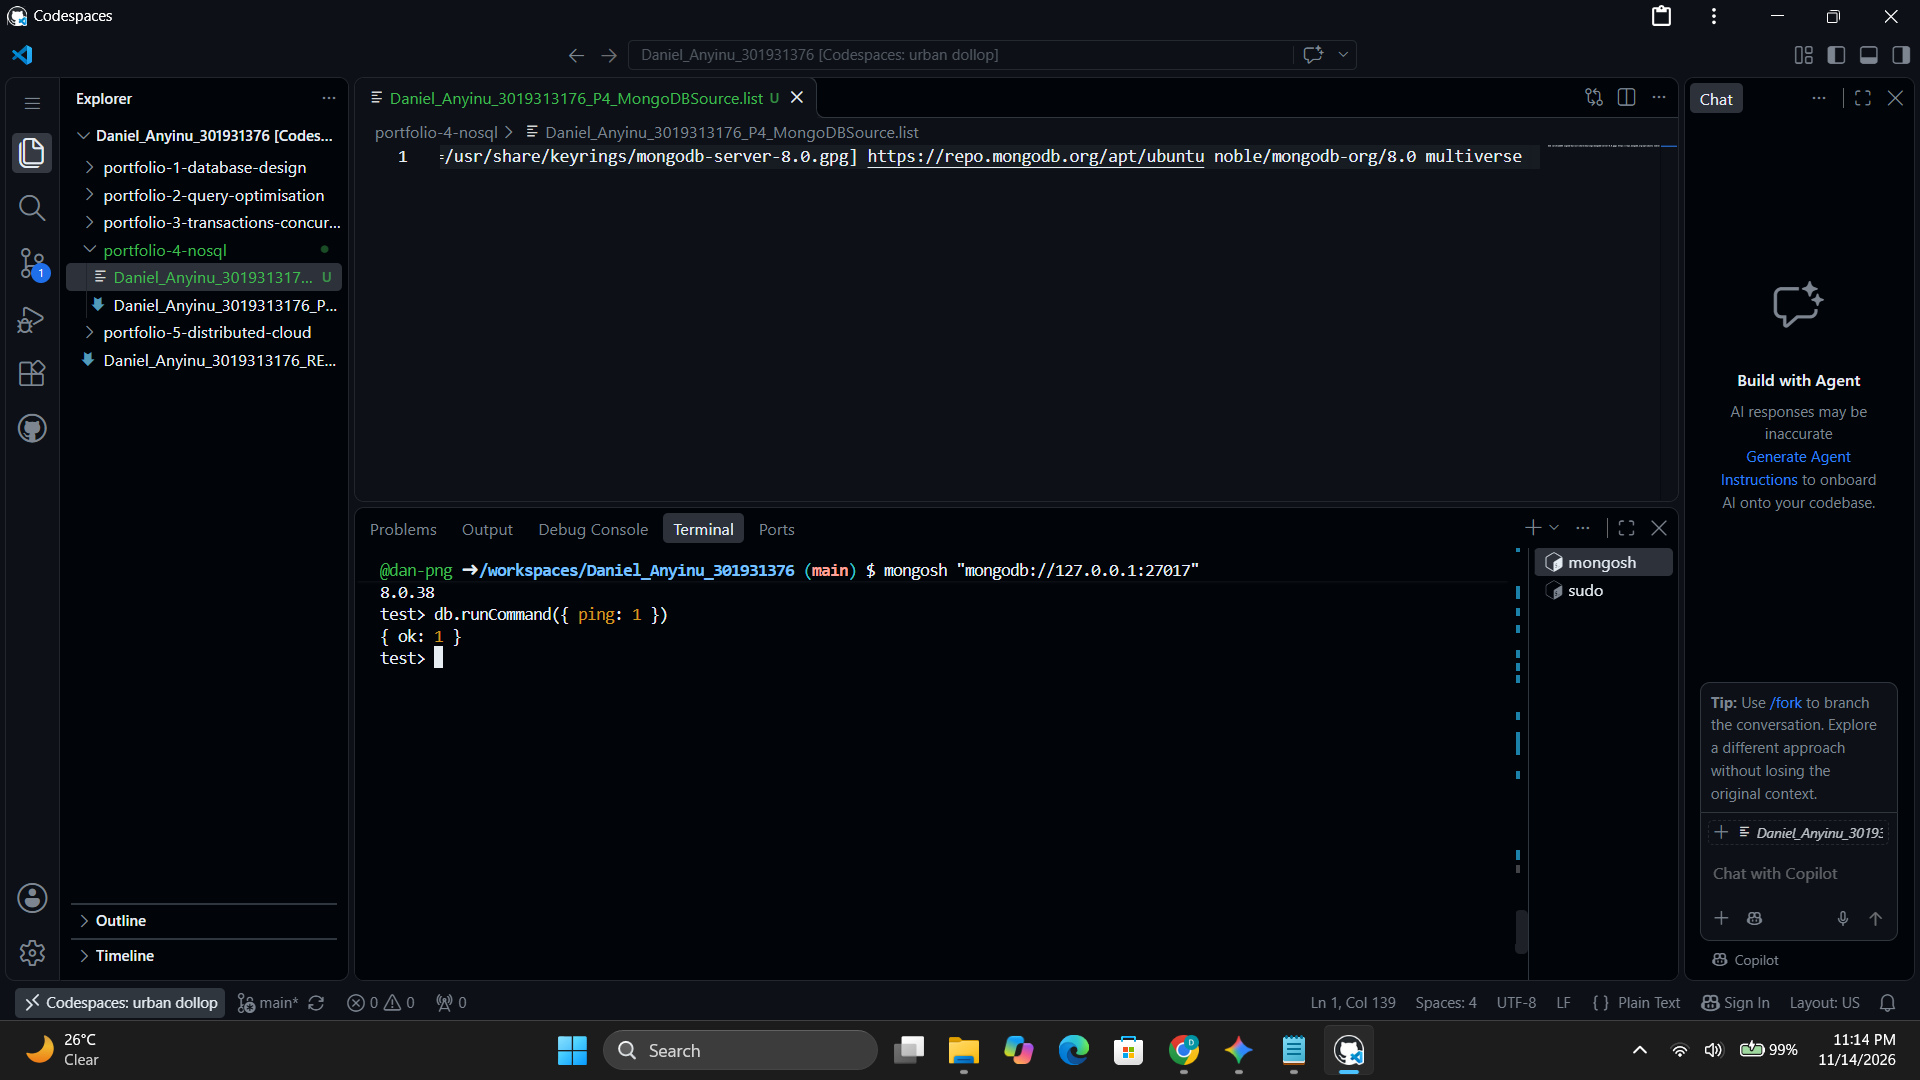 Codespaces
Daniel_Anyinu_301931376 [Codespaces: urban dollop]
Explorer
Daniel_Anyinu_301931376 [Codes...
portfolio-1-database-design
portfolio-2-query-optimisation
portfolio-3-transactions-concur...
portfolio-4-nosql
Daniel_Anyinu_301931317... U
Daniel_Anyinu_3019313176_P...
portfolio-5-distributed-cloud
Daniel_Anyinu_3019313176_RE...
Outline
Timeline
1
Daniel_Anyinu_3019313176_P4_MongoDBSource.list U
portfolio-4-nosql > Daniel_Anyinu_3019313176_P4_MongoDBSource.list
1 =/usr/share/keyrings/mongodb-server-8.0.gpg] https://repo.mongodb.org/apt/ubuntu noble/mongodb-org/8.0 multiverse
Problems Output Debug Console Terminal Ports
@dan-png ➜/workspaces/Daniel_Anyinu_301931376 (main) $ mongosh "mongodb://127.0.0.1:27017"
8.0.38
test> db.runCommand({ ping: 1 })
{ ok: 1 }
test>
mongosh
sudo
Chat
Build with Agent
AI responses may be
inaccurate
Generate Agent
Instructions to onboard
AI onto your codebase.
Tip: Use /fork to branch
the conversation. Explore
a different approach
without losing the
original context.
Daniel_Anyinu_30193
Chat with Copilot
Copilot
Codespaces: urban dollop main* 0 0 0
Ln 1, Col 139 Spaces: 4 UTF-8 LF {} Plain Text Sign In Layout: US
26°C
Clear
Search
99%
11:14 PM
11/14/2026